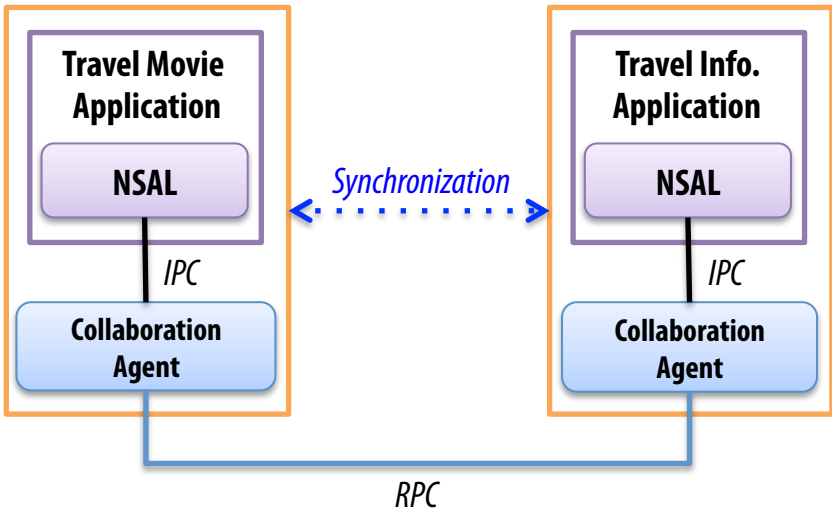 Travel Movie
Application
NSAL
IPC
Collaboration
Agent
Synchronization
Travel Info.
Application
NSAL
IPC
Collaboration
Agent
RPC